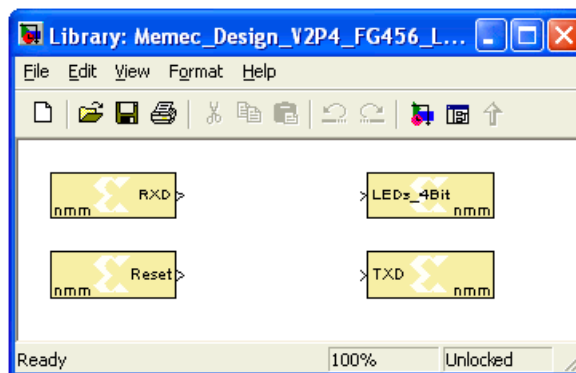 Library: Memec_Design_V2P4_FG456_L...
File Edit View Format Help
RXD LEDs_4Bit
nmm nmm
Reset TXD
nmm nmm
Ready 100% Unlocked